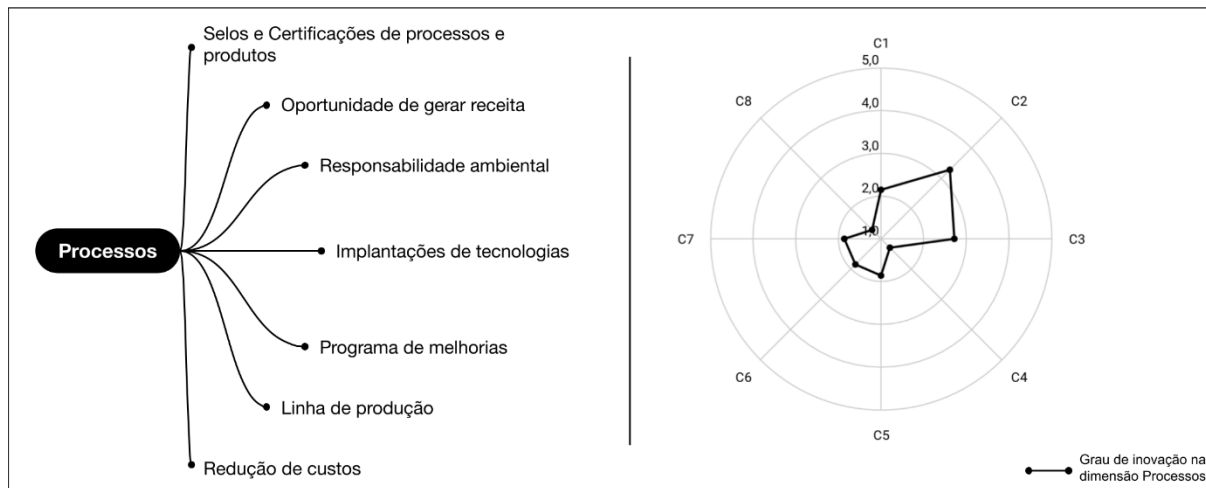 Selos e Certificações de processos e
produtos
Oportunidade de gerar receita
Responsabilidade ambiental
Processos
Implantações de tecnologias
Programa de melhorias
Linha de produção
Redução de custos
C1
5,0
C8
4,0
C2
3,0
2,0
C7
1,0
C3
C6
C4
C5
Grau de inovação na
dimensão Processos